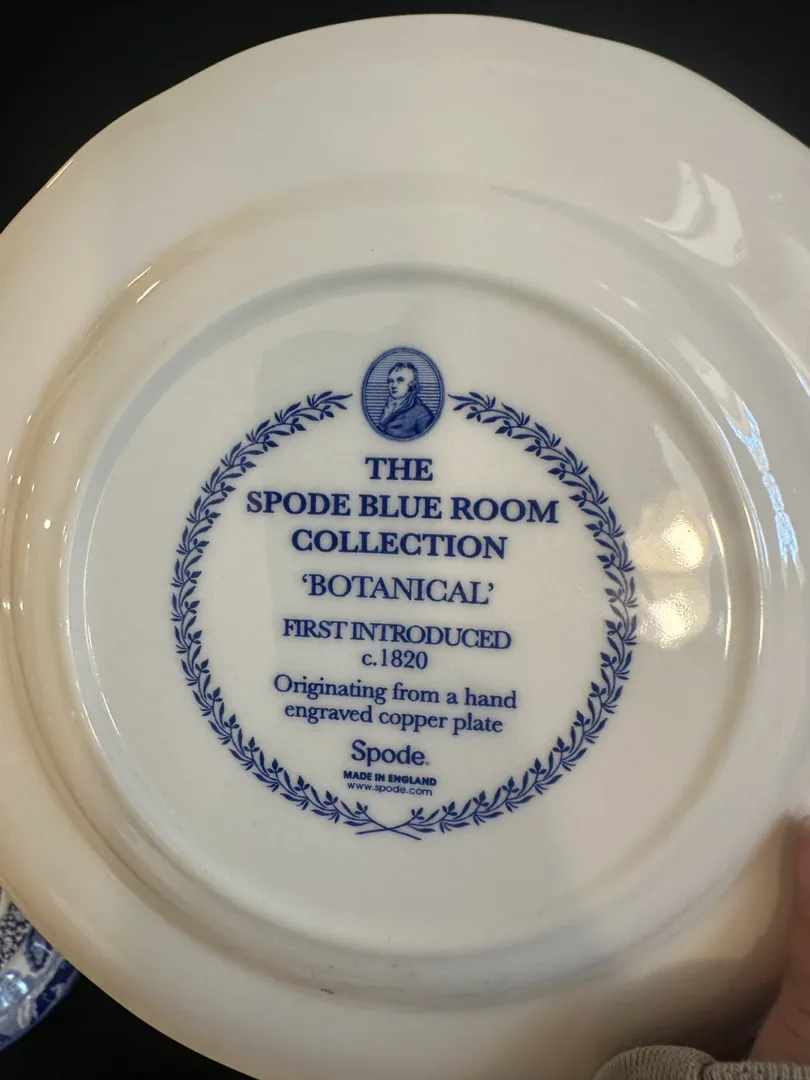 THE
SPODE BLUE ROOM
COLLECTION
‘BOTANICAL’
FIRST INTRODUCED
c.1820
Originating from a hand
engraved copper plate
Spode®
MADE IN ENGLAND
www.spode.com